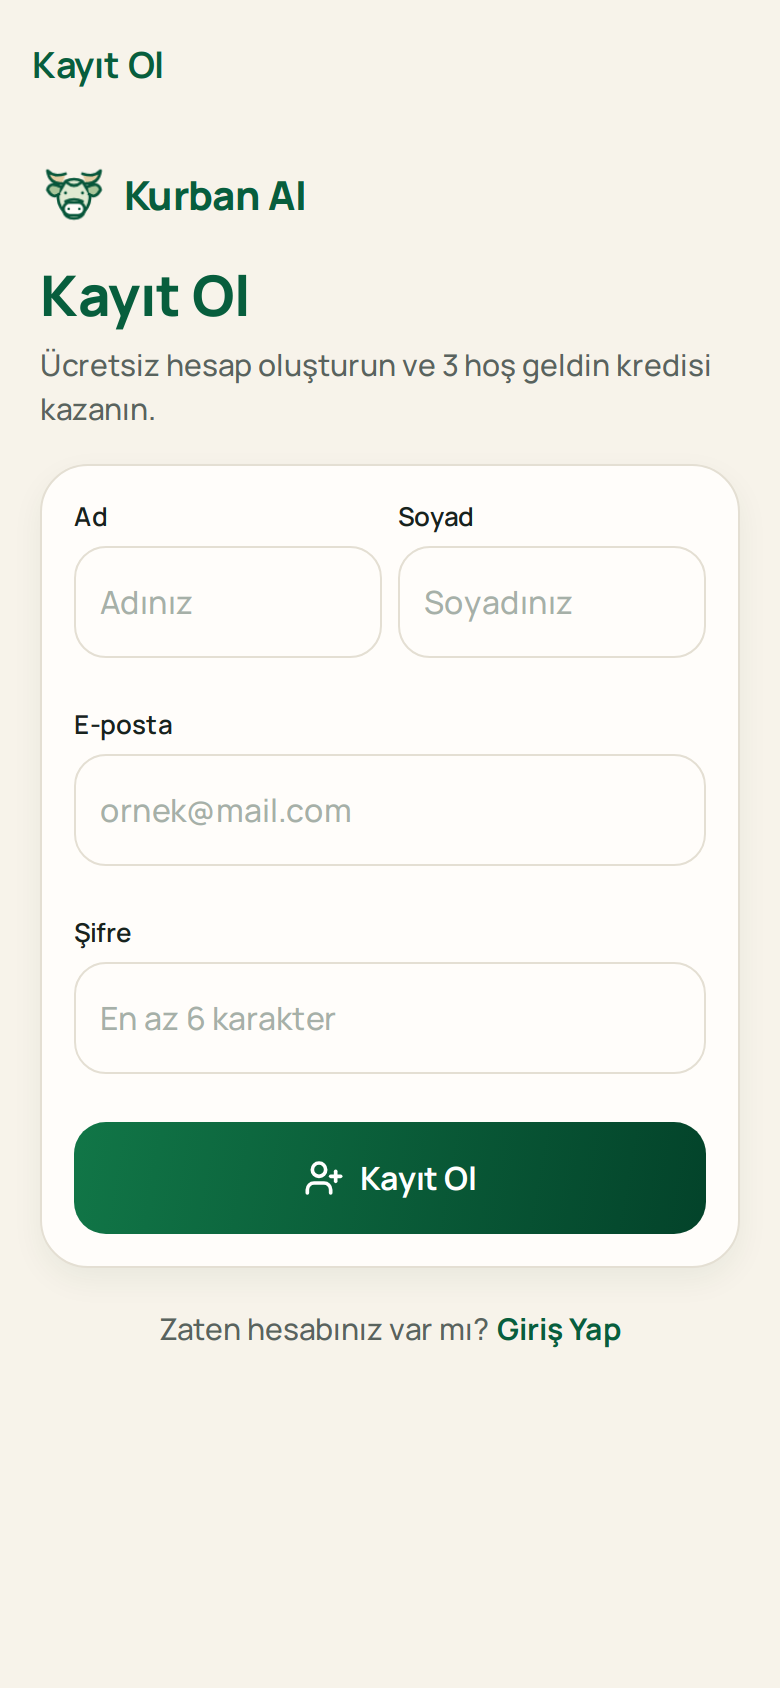 Kayıt Ol
Kurban AI
Kayıt Ol
Ücretsiz hesap oluşturun ve 3 hoş geldin kredisi
kazanın.
Ad Soyad
Adınız Soyadınız
E-posta
ornek@mail.com
Şifre
En az 6 karakter
Kayıt Ol
Zaten hesabınız var mı? Giriş Yap